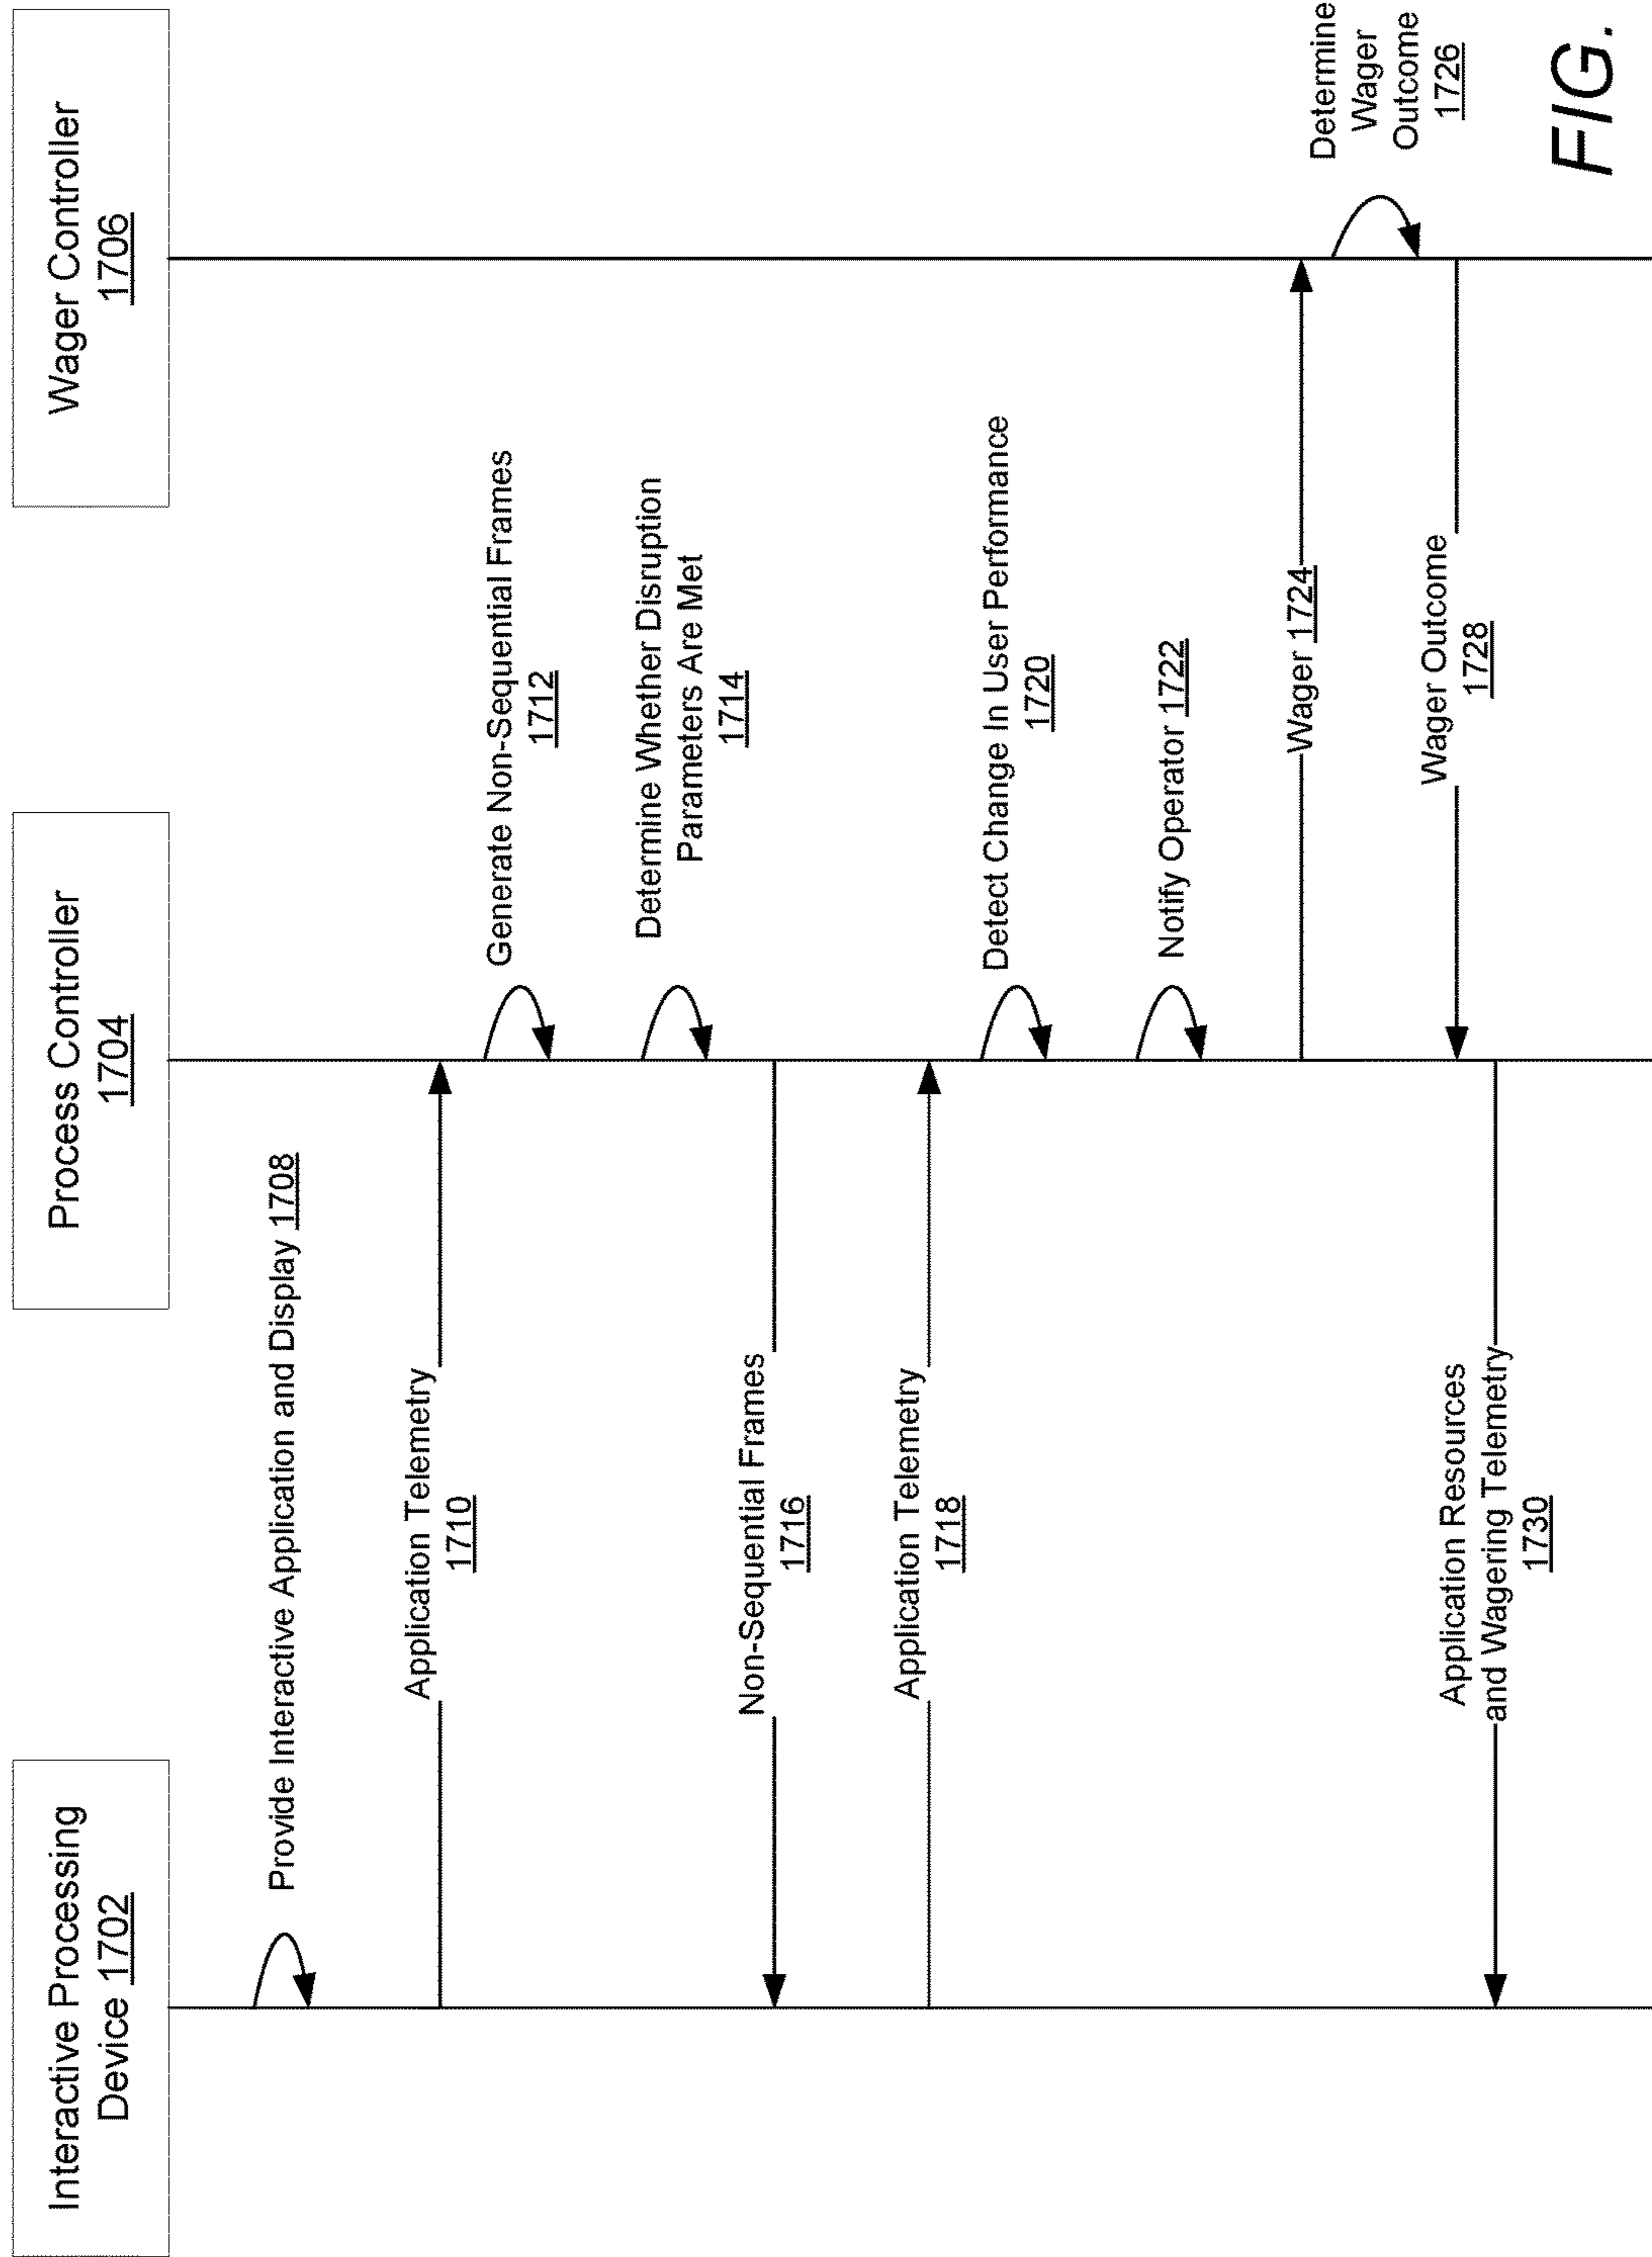 Interactive Processing
Device 1702
Process Controller
1704
Wager Controller
1706
Provide Interactive Application and Display 1708
Application Telemetry
1710
Generate Non-Sequential Frames
1712
Determine Whether Disruption
Parameters Are Met
1714
Non-Sequential Frames
1716
Application Telemetry
1718
Detect Change In User Performance
1720
Notify Operator 1722
Wager 1724
Determine
Wager
Outcome
1726
Wager Outcome
1728
Application Resources
and Wagering Telemetry
1730
FIG.